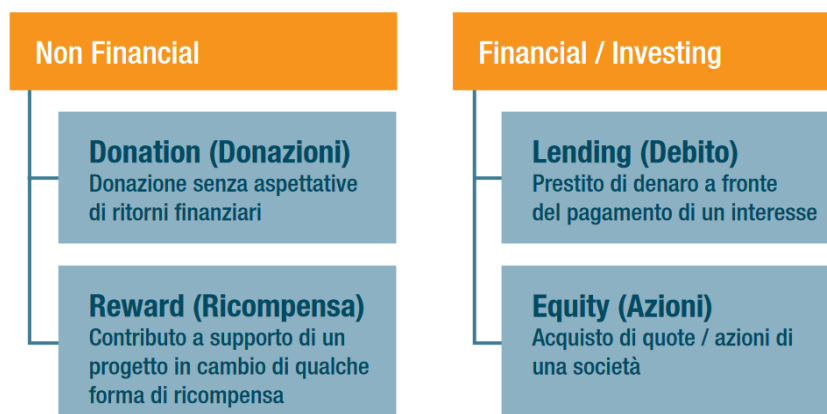 Non Financial
Donation (Donazioni)
Donazione senza aspettative
di ritorni finanziari
Reward (Ricompensa)
Contributo a supporto di un
progetto in cambio di qualche
forma di ricompensa
Financial / Investing
Lending (Debito)
Prestito di denaro a fronte
del pagamento di un interesse
Equity (Azioni)
Acquisto di quote / azioni di
una società